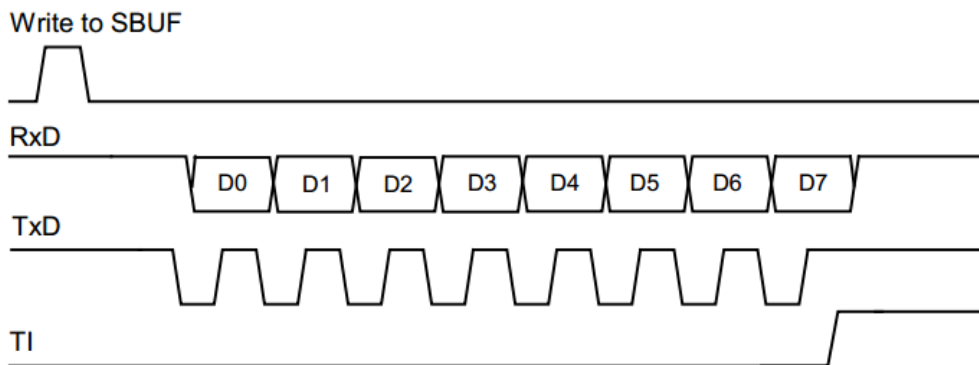 Write to SBUF
RxD
D0 D1 D2 D3 D4 D5 D6 D7
TxD
TI